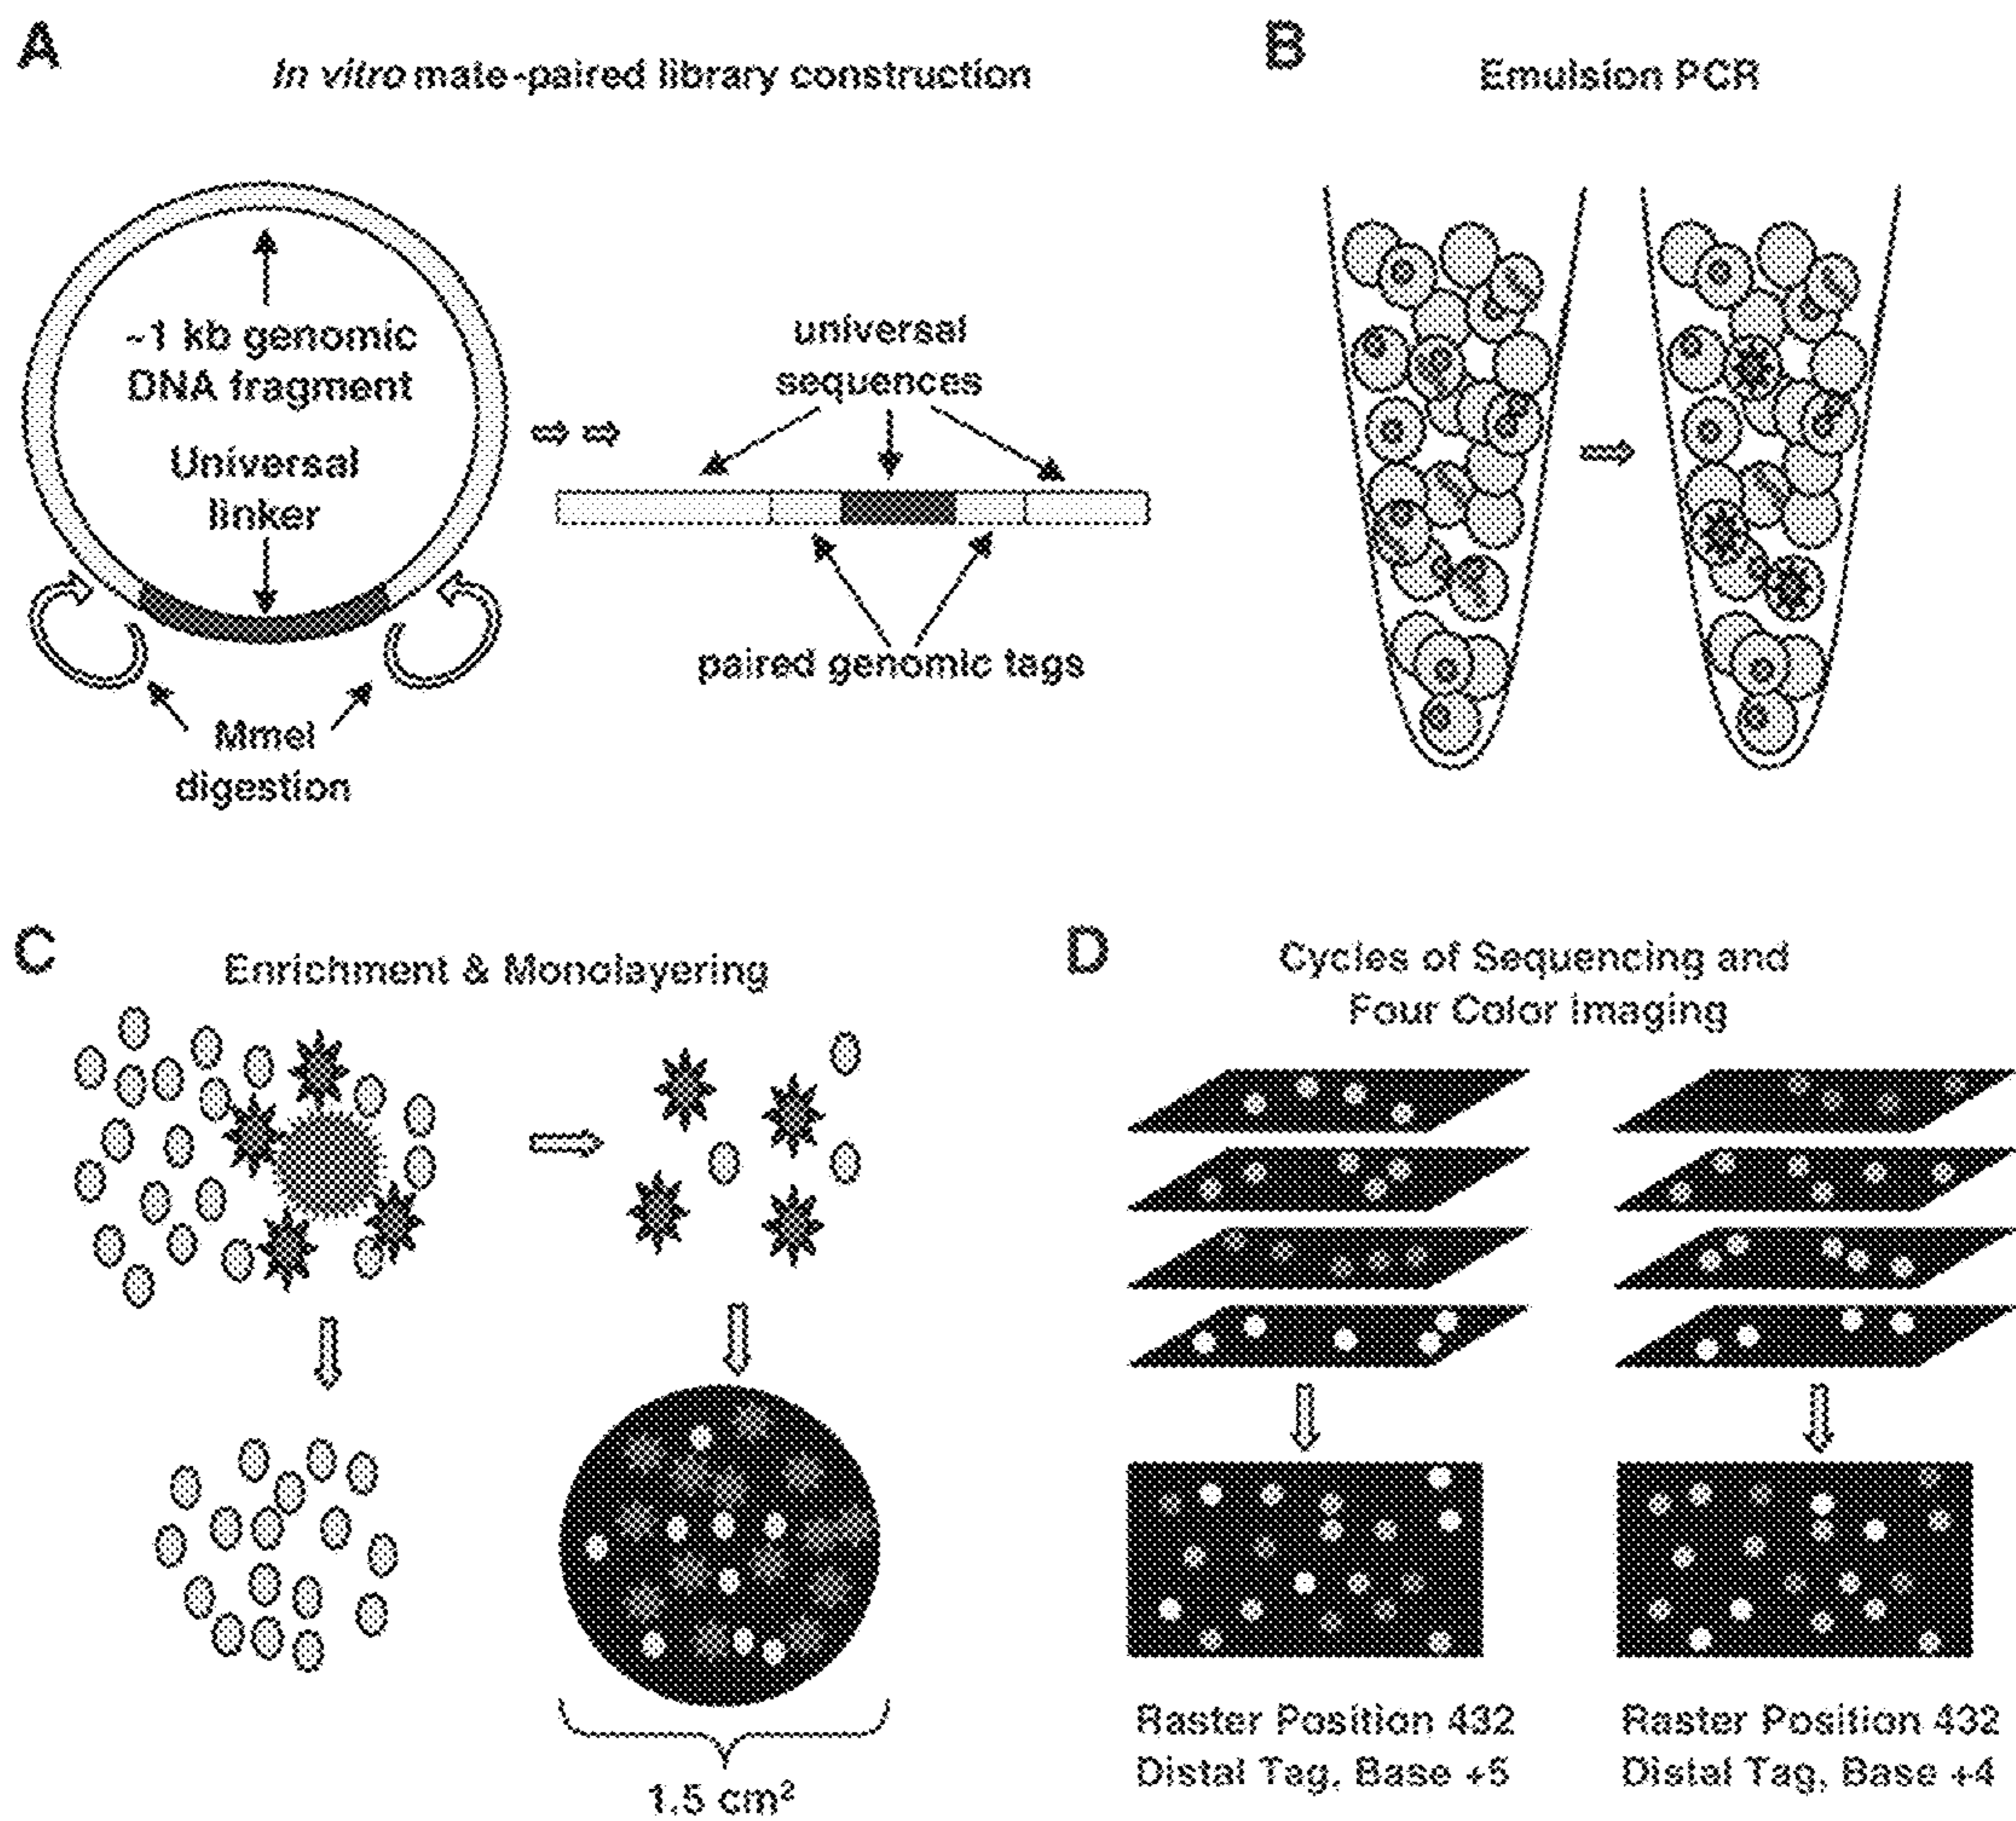 A
In vitro mate-paired library construction
~1 kb genomic
DNA fragment
Universal
linker
MmeI
digestion
universal
sequences
paired genomic tags
B
Emulsion PCR
C
Enrichment & Monolayering
1.5 cm²
D
Cycles of Sequencing and
Four Color Imaging
Raster Position 432
Distal Tag, Base +5
Raster Position 432
Distal Tag, Base +4